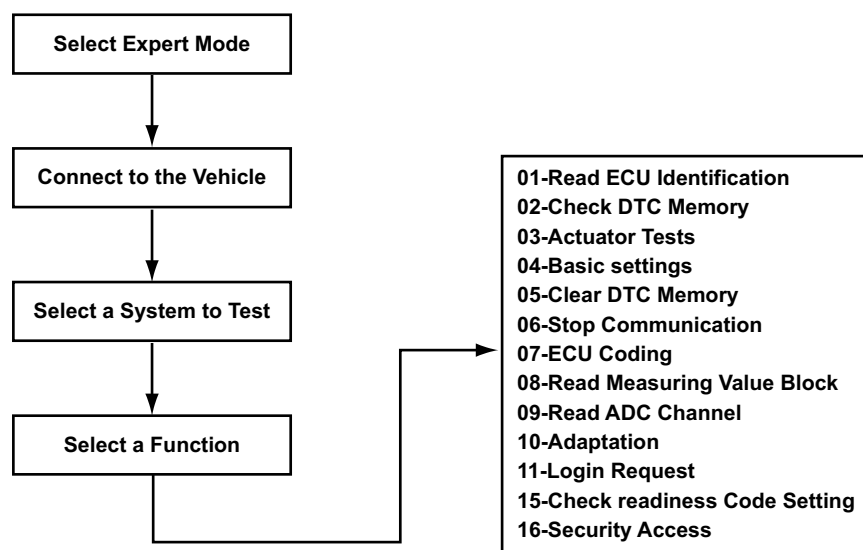 Select Expert Mode
Connect to the Vehicle
Select a System to Test
Select a Function
01-Read ECU Identification
02-Check DTC Memory
03-Actuator Tests
04-Basic settings
05-Clear DTC Memory
06-Stop Communication
07-ECU Coding
08-Read Measuring Value Block
09-Read ADC Channel
10-Adaptation
11-Login Request
15-Check readiness Code Setting
16-Security Access